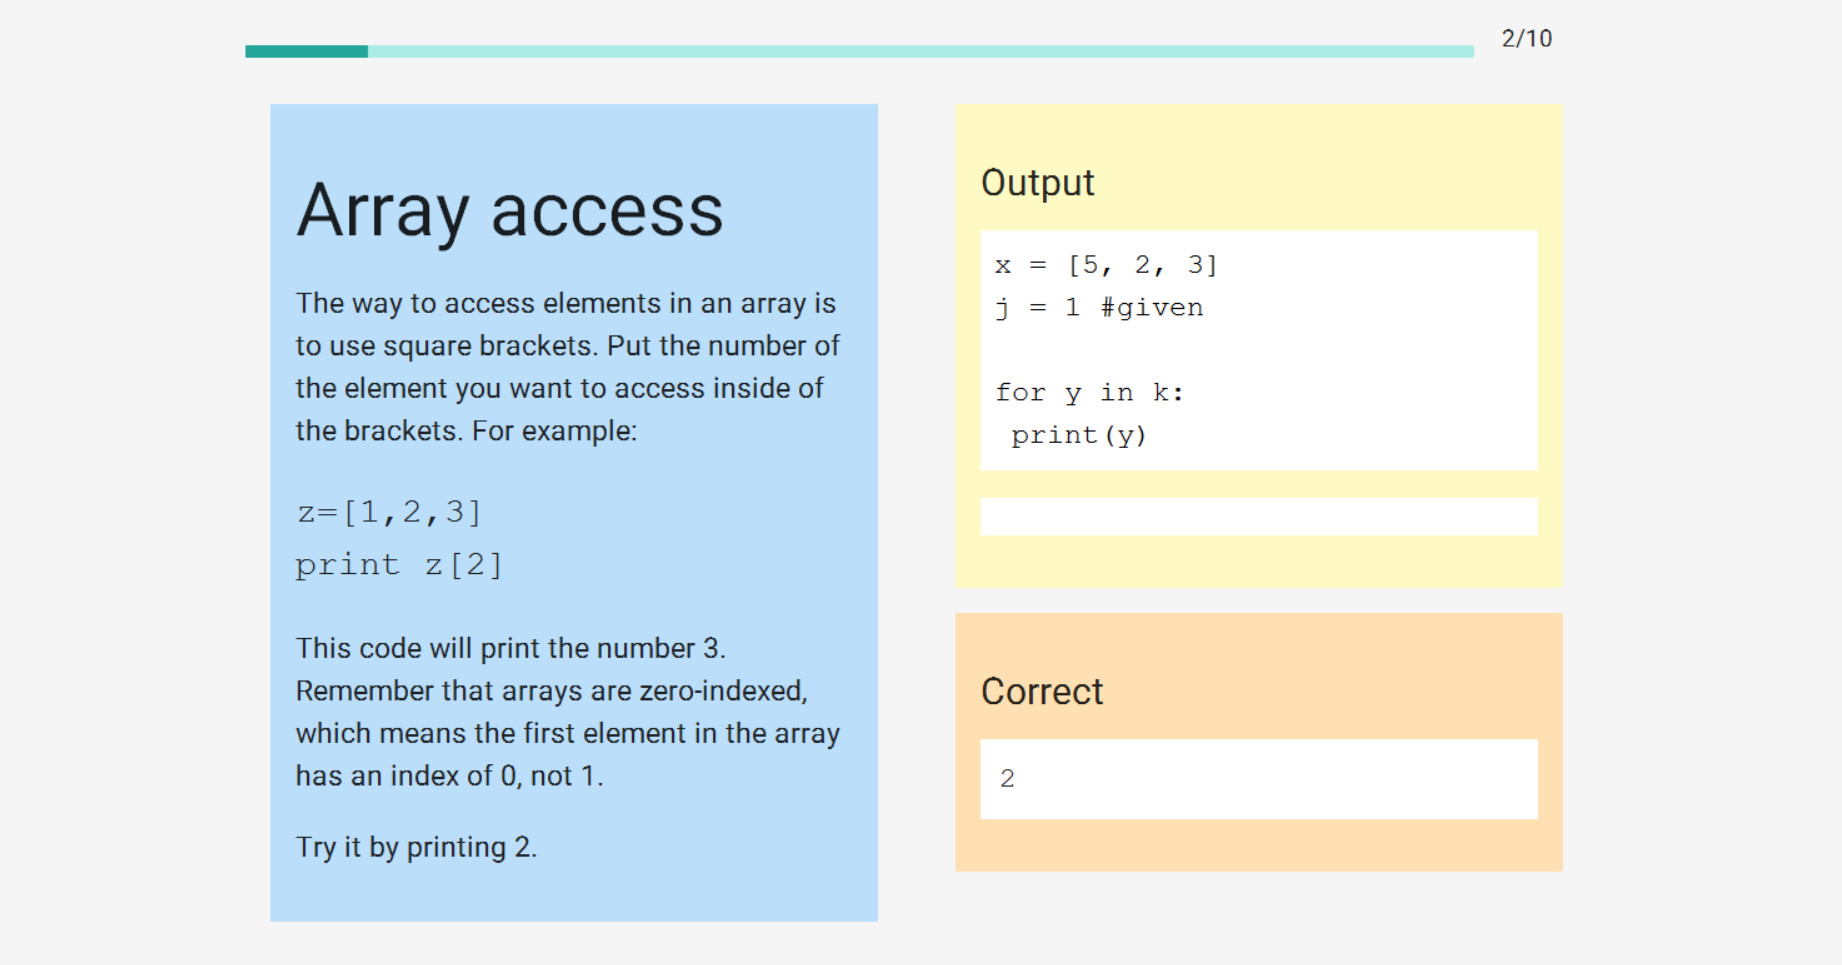 2/10
Array access
The way to access elements in an array is
to use square brackets. Put the number of
the element you want to access inside of
the brackets. For example:
z=[1,2,3]
print z[2]
This code will print the number 3.
Remember that arrays are zero-indexed,
which means the first element in the array
has an index of 0, not 1.
Try it by printing 2.
Output
x = [5, 2, 3]
j = 1 #given
for y in k:
 print(y)
Correct
2